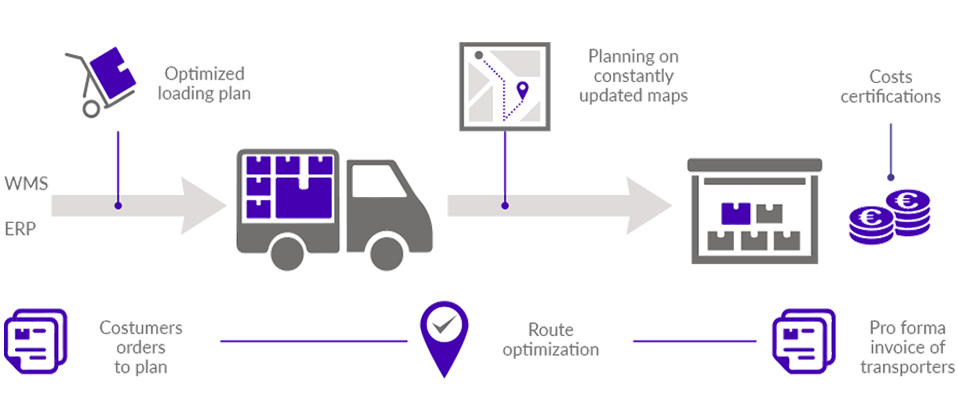 Optimized
loading plan
Planning on
constantly
updated maps
Costs
certifications
WMS
ERP
€
€
Costumers
orders
to plan
Route
optimization
Pro forma
invoice of
transporters